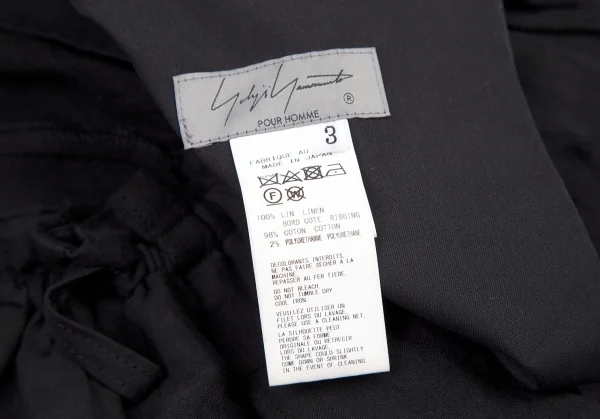 Yohji Yamamoto
®
POUR HOMME
3
FABRIQUE AU
MADE IN JAPAN
F W
100% LIN LINEN
BORD COTE RIBBING
98% COTON COTTON
2% POLYURETHANNE POLYURETHANE
DECOLORANTS INTERDITS.
NE PAS FAIRE SECHER A LA
MACHINE.
REPASSER AU FER TIEDE.
DO NOT BLEACH.
DO NOT TUMBLE DRY
COOL IRON.
VEUILLEZ UTILISER UN
FILET LORS DU LAVAGE.
PLEASE USE A CLEANING NET.
LA SILHOUETTE PEUT
PERDRE SA FORME
ORIGINALE OU RETRECIR
LORS DU LAVAGE.
THE SHAPE COULD SLIGHTLY
COME DOWN OR SHRINK
IN THE EVENT OF CLEANING